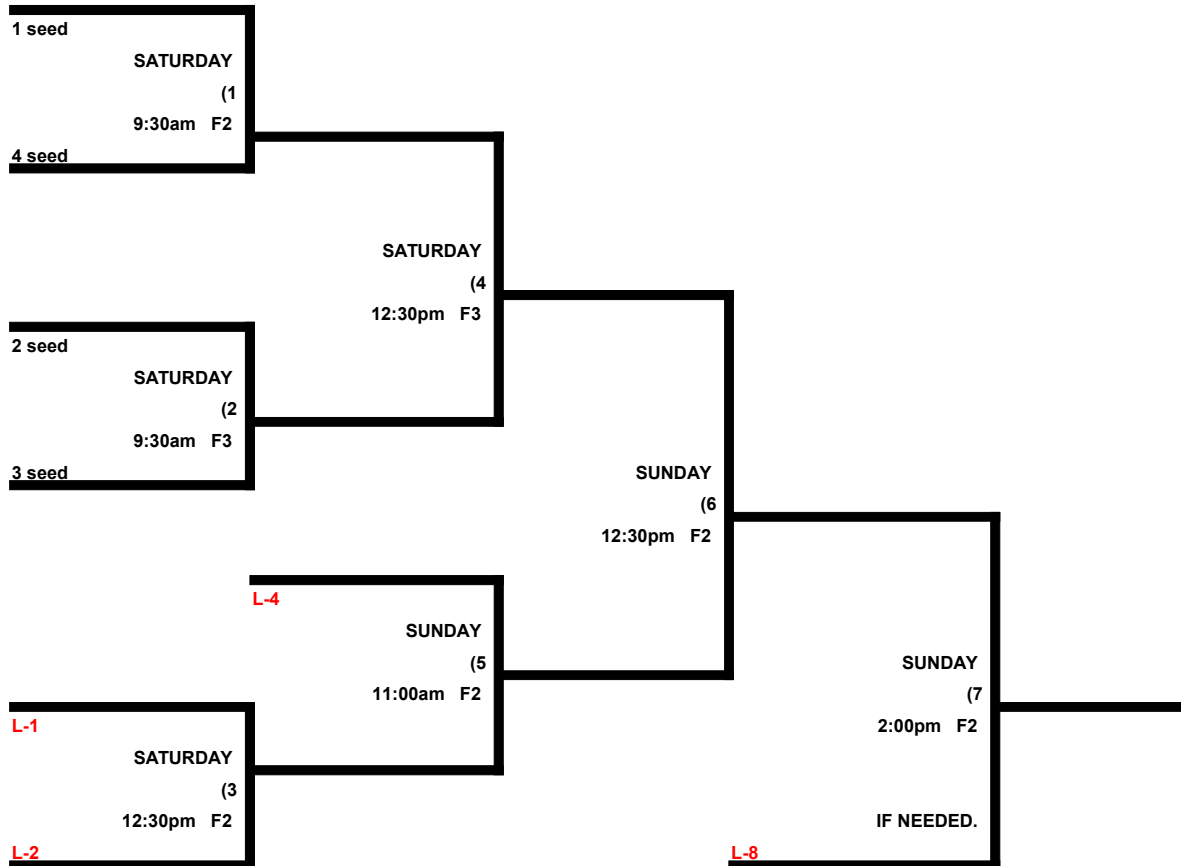 1 seed
SATURDAY
(1
9:30am F2
4 seed
SATURDAY
(4
12:30pm F3
2 seed
SATURDAY
(2
9:30am F3
3 seed
SUNDAY
(6
12:30pm F2
L-4
SUNDAY
(5
11:00am F2
SUNDAY
(7
2:00pm F2
L-1
SATURDAY
(3
12:30pm F2
IF NEEDED.
L-2
L-8